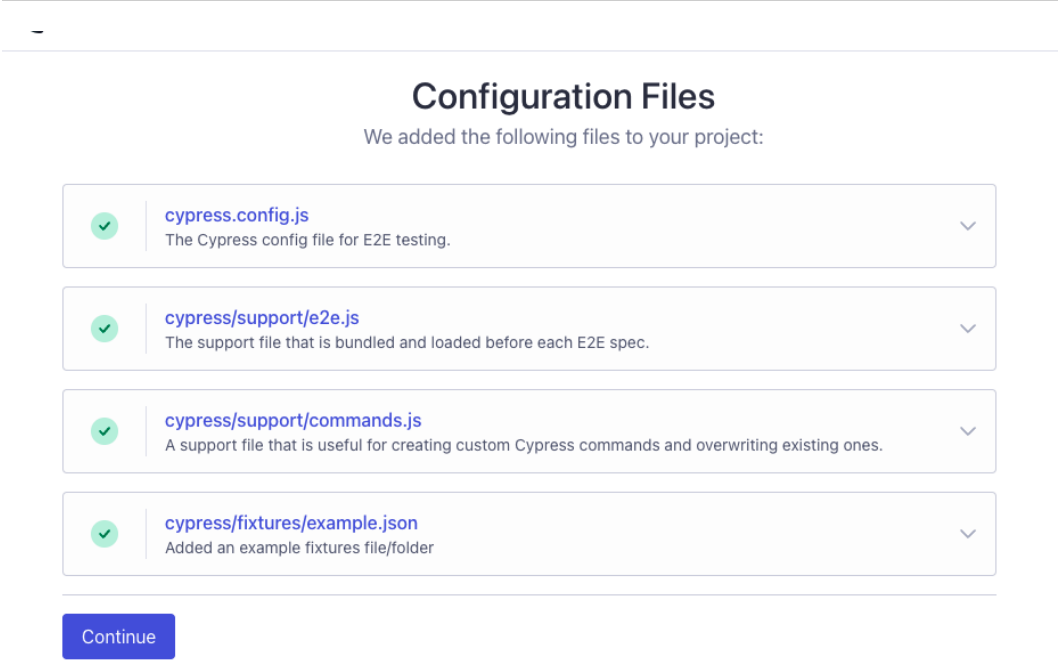 Configuration Files
We added the following files to your project:
cypress.config.js
The Cypress config file for E2E testing.
cypress/support/e2e.js
The support file that is bundled and loaded before each E2E spec.
cypress/support/commands.js
A support file that is useful for creating custom Cypress commands and overwriting existing ones.
cypress/fixtures/example.json
Added an example fixtures file/folder
Continue